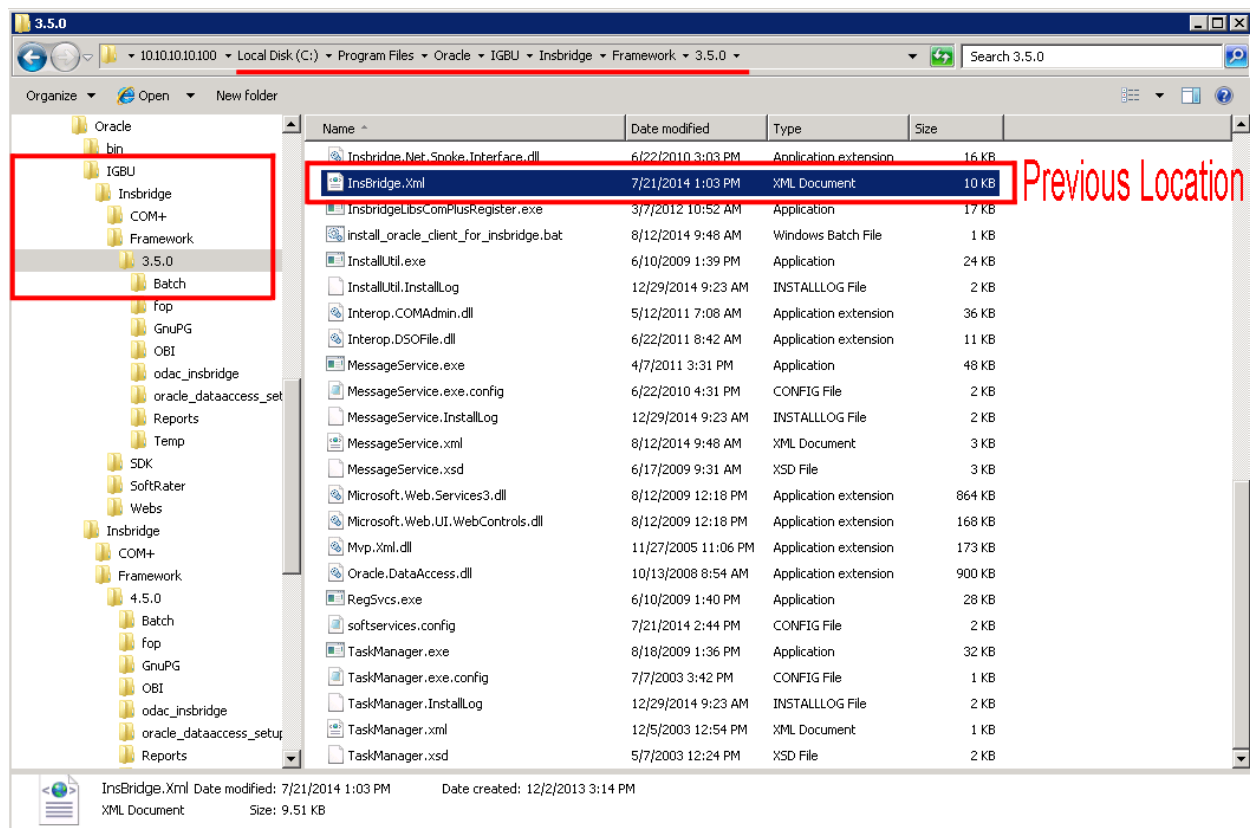 3.5.0
10.10.10.10.100 Local Disk (C:) Program Files Oracle IGBU Insbridge Framework 3.5.0
Search 3.5.0
Organize Open New folder
Oracle
bin
IGBU
Insbridge
COM+
Framework
3.5.0
Batch
fop
GnuPG
OBI
odac_insbridge
oracle_dataaccess_set
Reports
Temp
SDK
SoftRater
Webs
Insbridge
COM+
Framework
4.5.0
Batch
fop
GnuPG
OBI
odac_insbridge
oracle_dataaccess_setup
Reports
Name Date modified Type Size
Insbridge.Net.Spoke.Interface.dll 6/22/2010 3:03 PM Application extension 16 KB
InsBridge.Xml 7/21/2014 1:03 PM XML Document 10 KB
Previous Location
InsbridgeLibsComPlusRegister.exe 3/7/2012 10:52 AM Application 17 KB
install_oracle_client_for_insbridge.bat 8/12/2014 9:48 AM Windows Batch File 1 KB
InstallUtil.exe 6/10/2009 1:39 PM Application 24 KB
InstallUtil.InstallLog 12/29/2014 9:23 AM INSTALLLOG File 2 KB
Interop.COMAdmin.dll 5/12/2011 7:08 AM Application extension 36 KB
Interop.DSOFile.dll 6/22/2011 8:42 AM Application extension 11 KB
MessageService.exe 4/7/2011 3:31 PM Application 48 KB
MessageService.exe.config 6/22/2010 4:31 PM CONFIG File 2 KB
MessageService.InstallLog 12/29/2014 9:23 AM INSTALLLOG File 2 KB
MessageService.xml 8/12/2014 9:48 AM XML Document 3 KB
MessageService.xsd 6/17/2009 9:31 AM XSD File 3 KB
Microsoft.Web.Services3.dll 8/12/2009 12:18 PM Application extension 864 KB
Microsoft.Web.UI.WebControls.dll 8/12/2009 12:18 PM Application extension 168 KB
Mvp.Xml.dll 11/27/2005 11:06 PM Application extension 173 KB
Oracle.DataAccess.dll 10/13/2008 8:54 AM Application extension 900 KB
RegSvcs.exe 6/10/2009 1:40 PM Application 28 KB
softservices.config 7/21/2014 2:44 PM CONFIG File 2 KB
TaskManager.exe 8/18/2009 1:36 PM Application 32 KB
TaskManager.exe.config 7/7/2003 3:42 PM CONFIG File 1 KB
TaskManager.InstallLog 12/29/2014 9:23 AM INSTALLLOG File 2 KB
TaskManager.xml 12/5/2003 12:54 PM XML Document 1 KB
TaskManager.xsd 5/7/2003 12:24 PM XSD File 2 KB
InsBridge.Xml Date modified: 7/21/2014 1:03 PM Date created: 12/2/2013 3:14 PM
XML Document Size: 9.51 KB